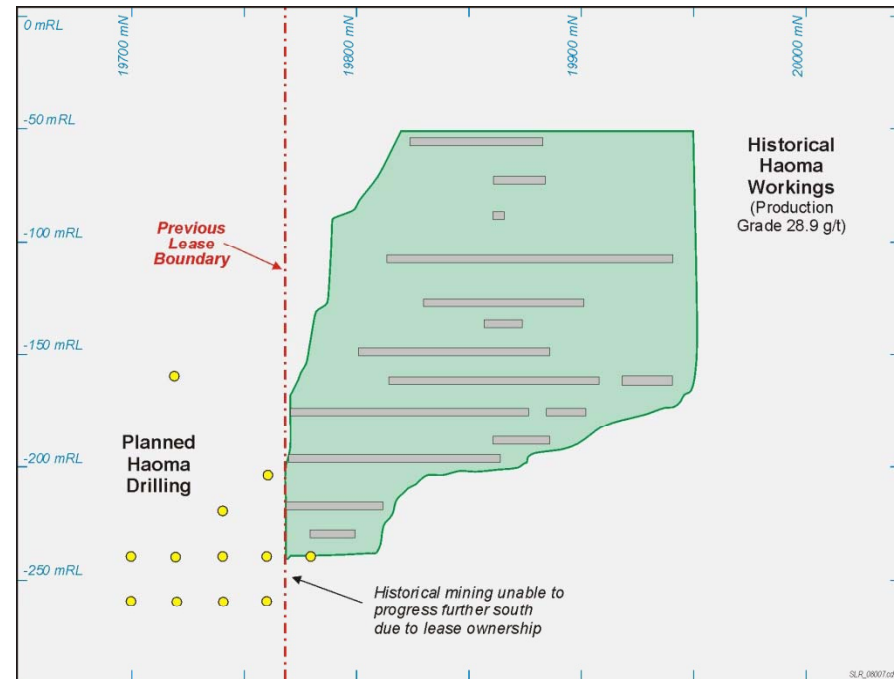 0 mRL
19700 mN
19800 mN
19900 mN
20000 mN
-50 mRL
Historical
Haoma
Workings
(Production
Grade 28.9 g/t)
Previous
Lease
Boundary
-100 mRL
-150 mRL
Planned
Haoma
Drilling
-200 mRL
-250 mRL
Historical mining unable to
progress further south
due to lease ownership
SLR_08007.cd